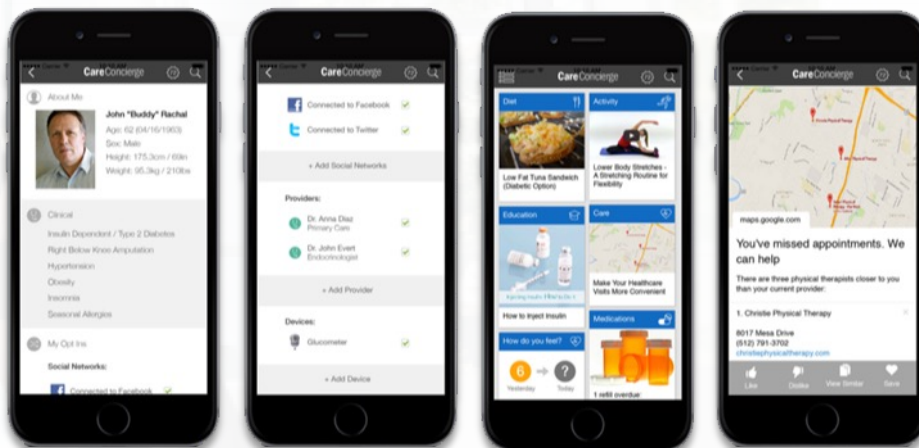 CareConcierge
About Me
John "Buddy" Rachal
Age: 62 (04/16/1963)
Sex: Male
Height: 175.3cm / 69in
Weight: 95.3kg / 210lbs
Clinical
Insulin Dependent / Type 2 Diabetes
Right Below Knee Amputation
Hypertension
Obesity
Insomnia
Seasonal Allergies
My Opt Ins
Social Networks:
Connected to Facebook
CareConcierge
Connected to Facebook
Connected to Twitter
+ Add Social Networks
Providers:
Dr. Anna Diaz
Primary Care
Dr. John Evert
Endocrinologist
+ Add Provider
Devices:
Glucometer
+ Add Device
CareConcierge
Diet
Low Fat Tuna Sandwich
(Diabetic Option)
Activity
Lower Body Stretches -
A Stretching Routine for
Flexibility
Education
How to Inject Insulin
Care
Make Your Healthcare
Visits More Convenient
How do you feel?
6
?
Yesterday
Today
Medications
1 refill overdue:
CareConcierge
maps.google.com
You've missed appointments. We
can help
There are three physical therapists closer to you
than your current provider:
1. Christie Physical Therapy
8017 Mesa Drive
(512) 791-3702
christiephysicaltherapy.com
Like
Dislike
View Similar
Save